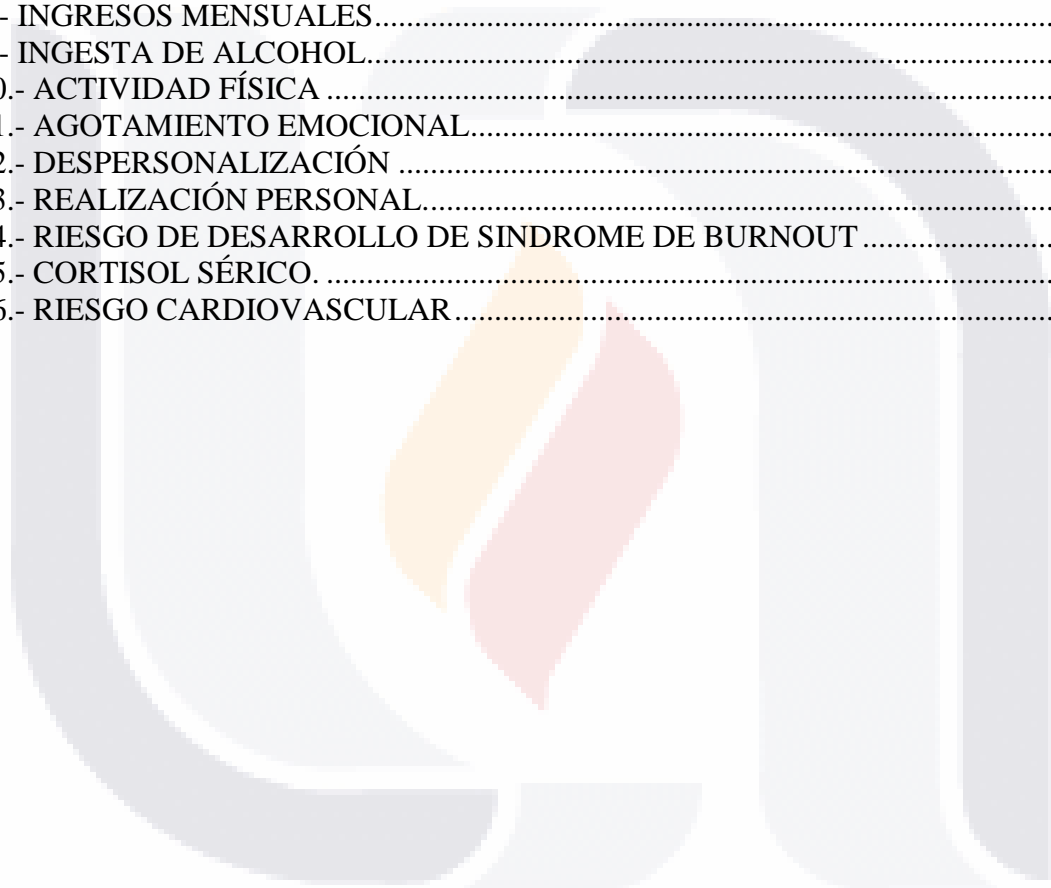 - INGRESOS MENSUALES..........................................................................................
- INGESTA DE ALCOHOL..........................................................................................
0.- ACTIVIDAD FÍSICA ..........................................................................................
1.- AGOTAMIENTO EMOCIONAL..........................................................................
2.- DESPERSONALIZACIÓN ..................................................................................
3.- REALIZACIÓN PERSONAL................................................................................
4.- RIESGO DE DESARROLLO DE SINDROME DE BURNOUT .......................
5.- CORTISOL SÉRICO. ..........................................................................................
6.- RIESGO CARDIOVASCULAR ..........................................................................